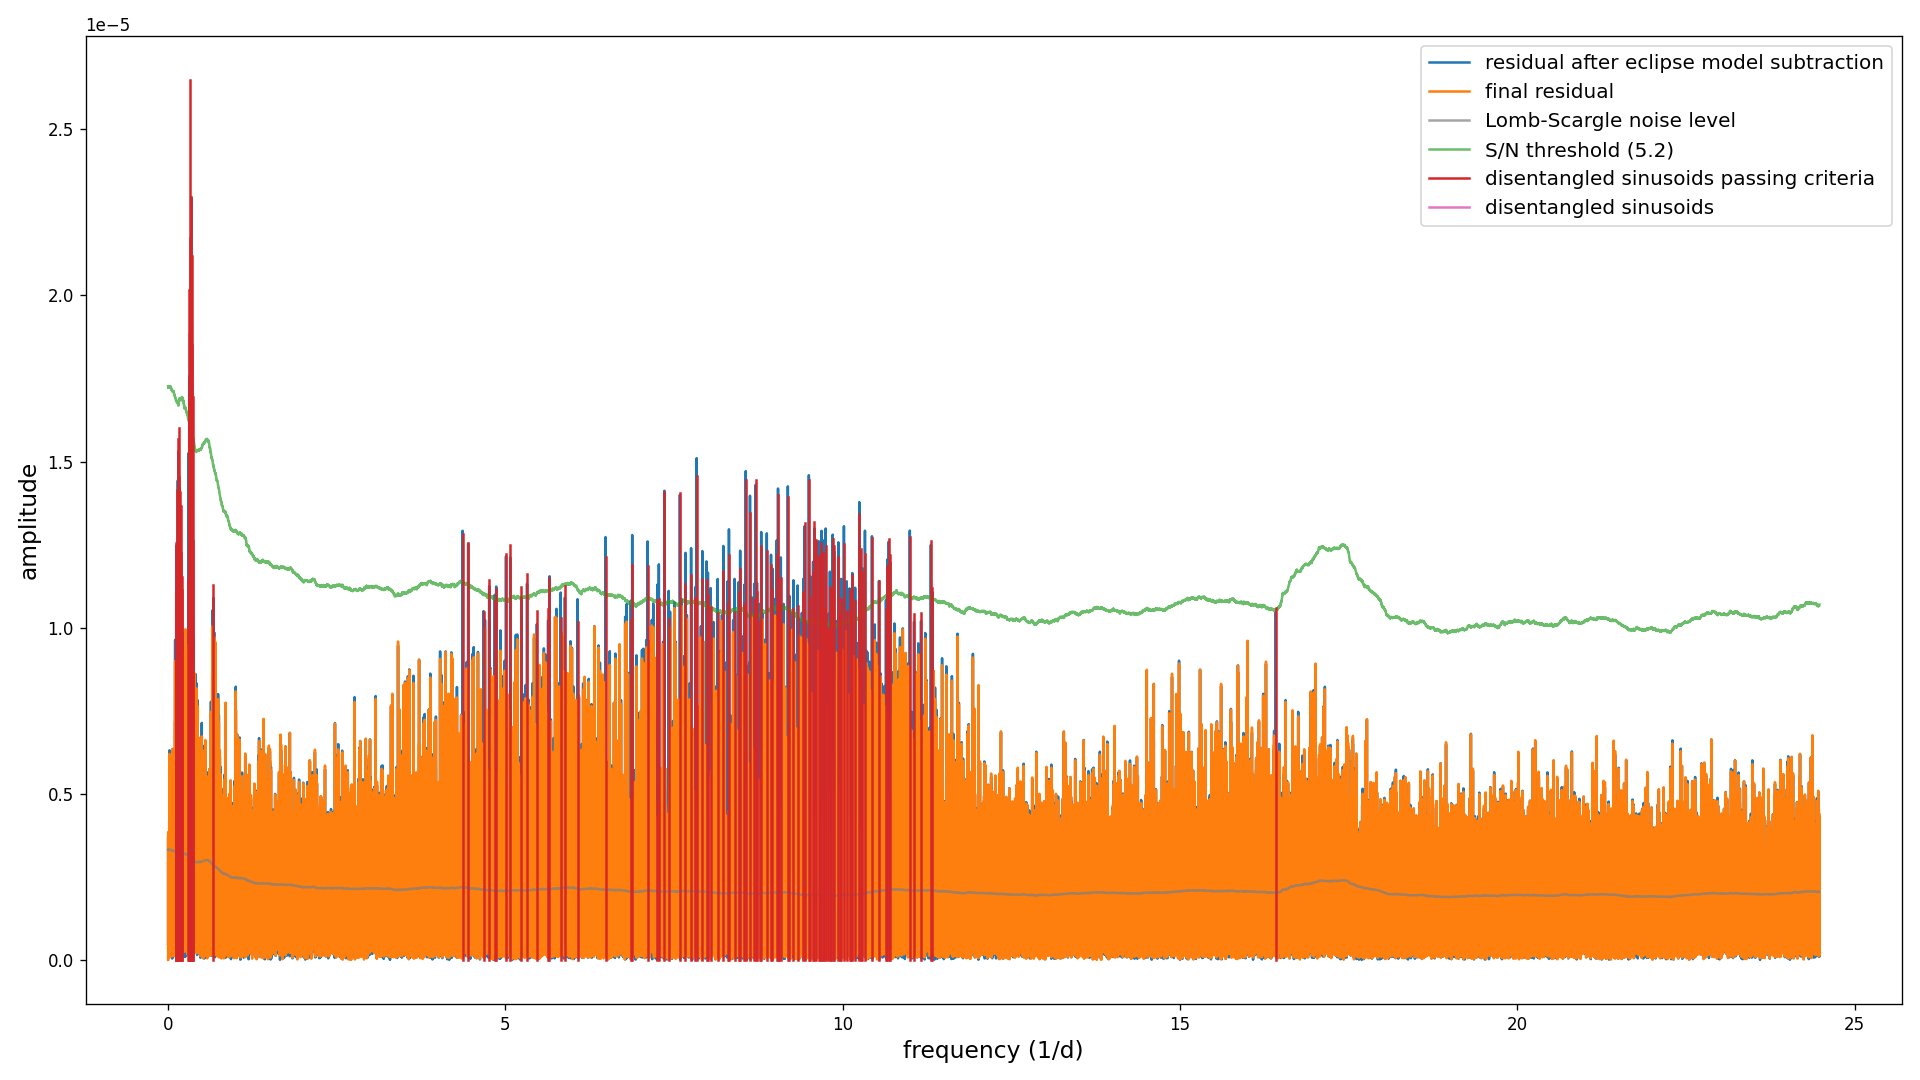 1e−5
residual after eclipse model subtraction
final residual
Lomb-Scargle noise level
S/N threshold (5.2)
disentangled sinusoids passing criteria
disentangled sinusoids
2.5
2.0
1.5
1.0
0.5
0.0
amplitude
0 5 10 15 20 25
frequency (1/d)